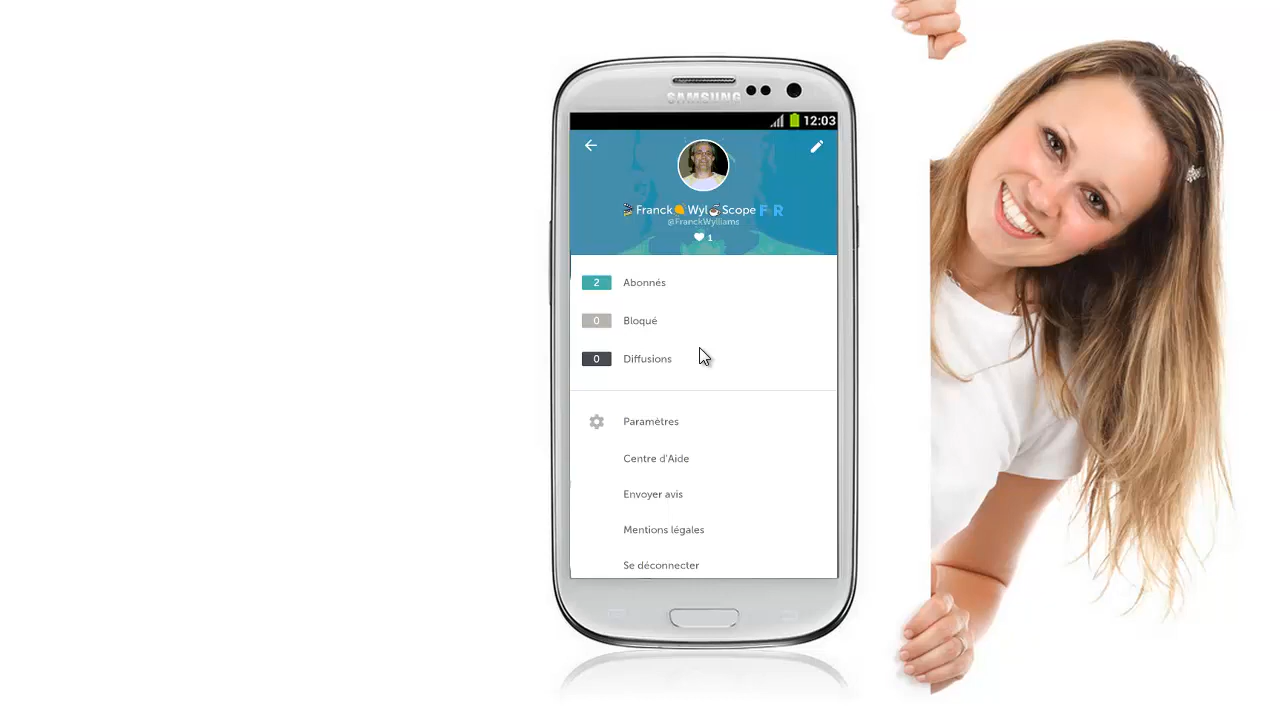 SAMSUNG
12:03
🎬Franck🍋Wyl☕Scope 🇫🇷
@FranckWylliams
1
2 Abonnés
0 Bloqué
0 Diffusions
Paramètres
Centre d'Aide
Envoyer avis
Mentions légales
Se déconnecter